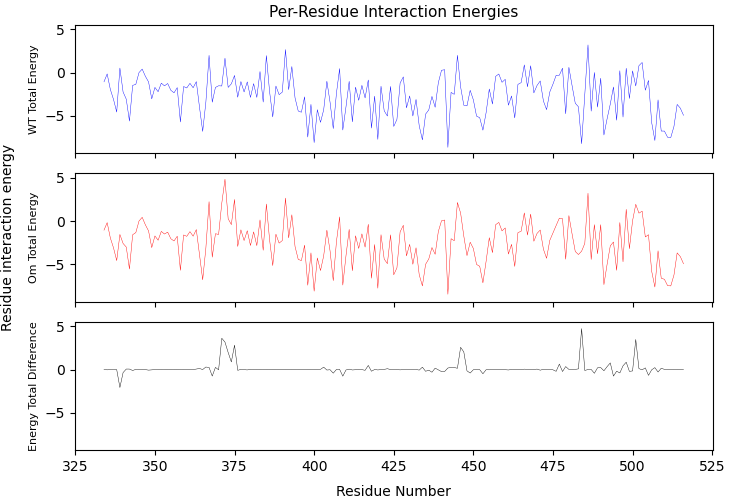 Per-Residue Interaction Energies
Residue interaction energy
WT Total Energy
5
0
−5
Om Total Energy
5
0
−5
Energy Total Difference
5
0
−5
325 350 375 400 425 450 475 500 525
Residue Number